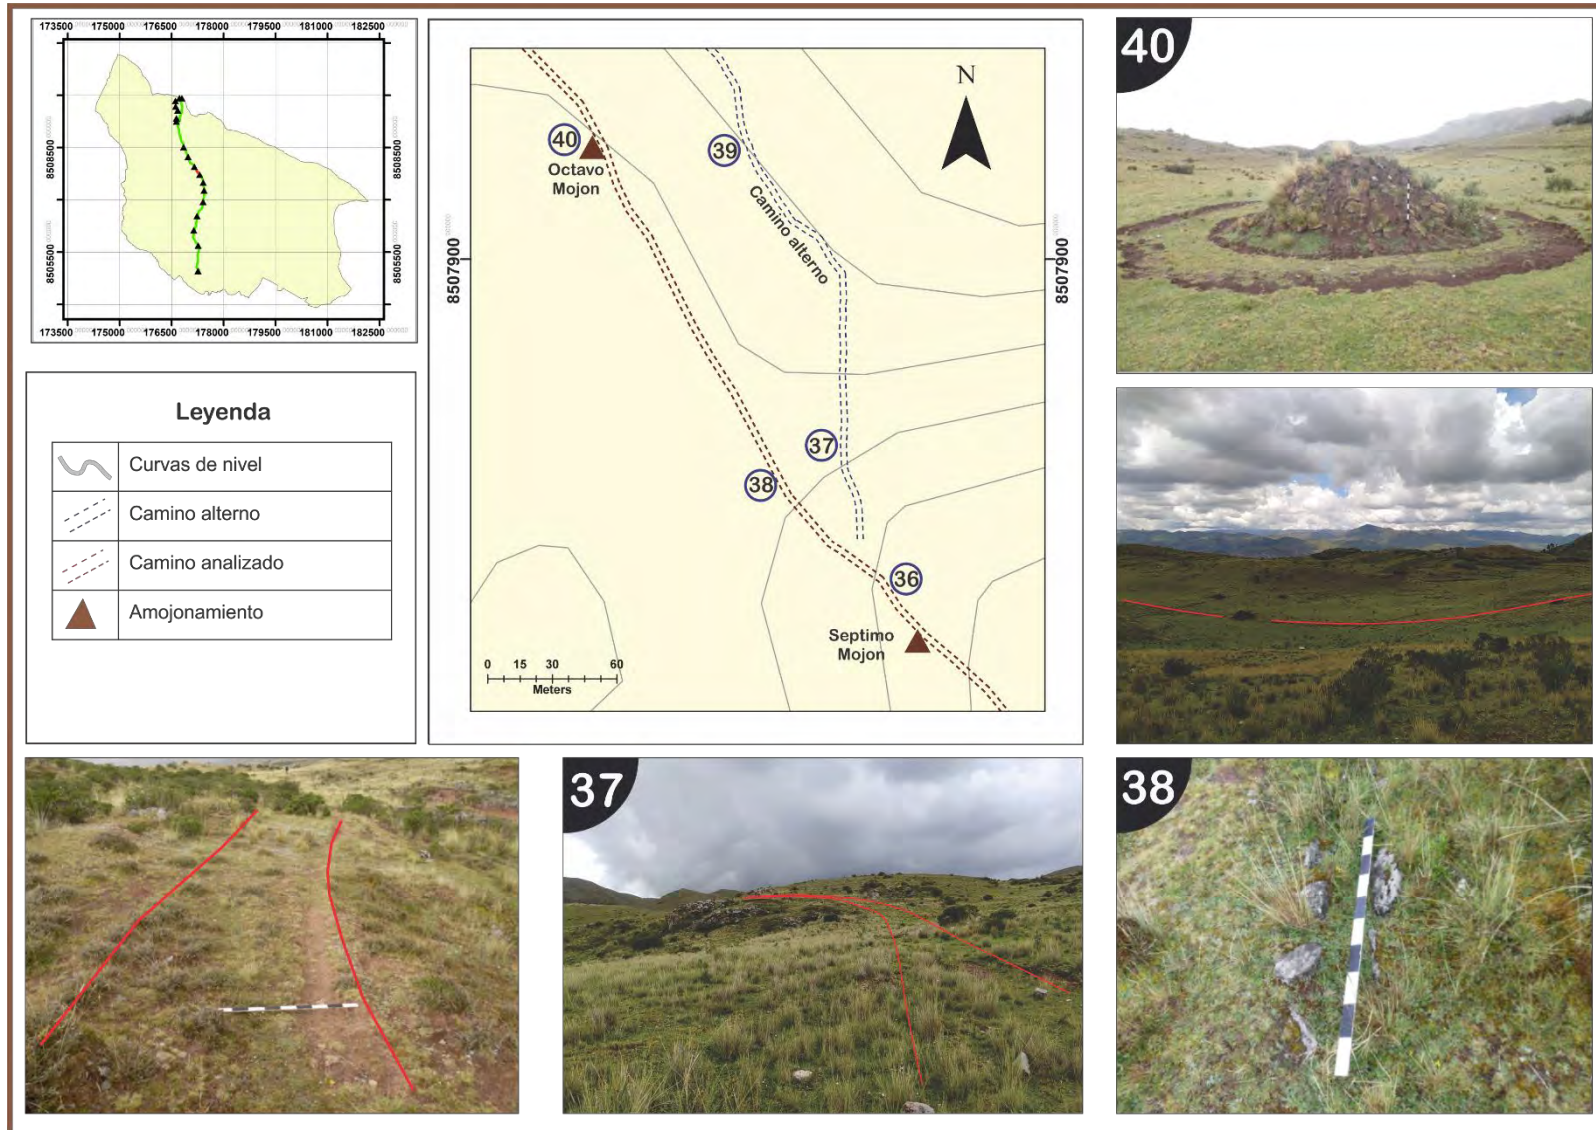 173500 175000 176500 178000 179500 181000 182500
8508500
8508500
8505500
8505500
173500 175000 176500 178000 179500 181000 182500
Leyenda
Curvas de nivel
Camino alterno
Camino analizado
Amojonamiento
N
40
Octavo
Mojon
39
Camino alterno
8507900
8507900
37
38
36
Septimo
Mojon
0 15 30 60
Meters
40
37
38